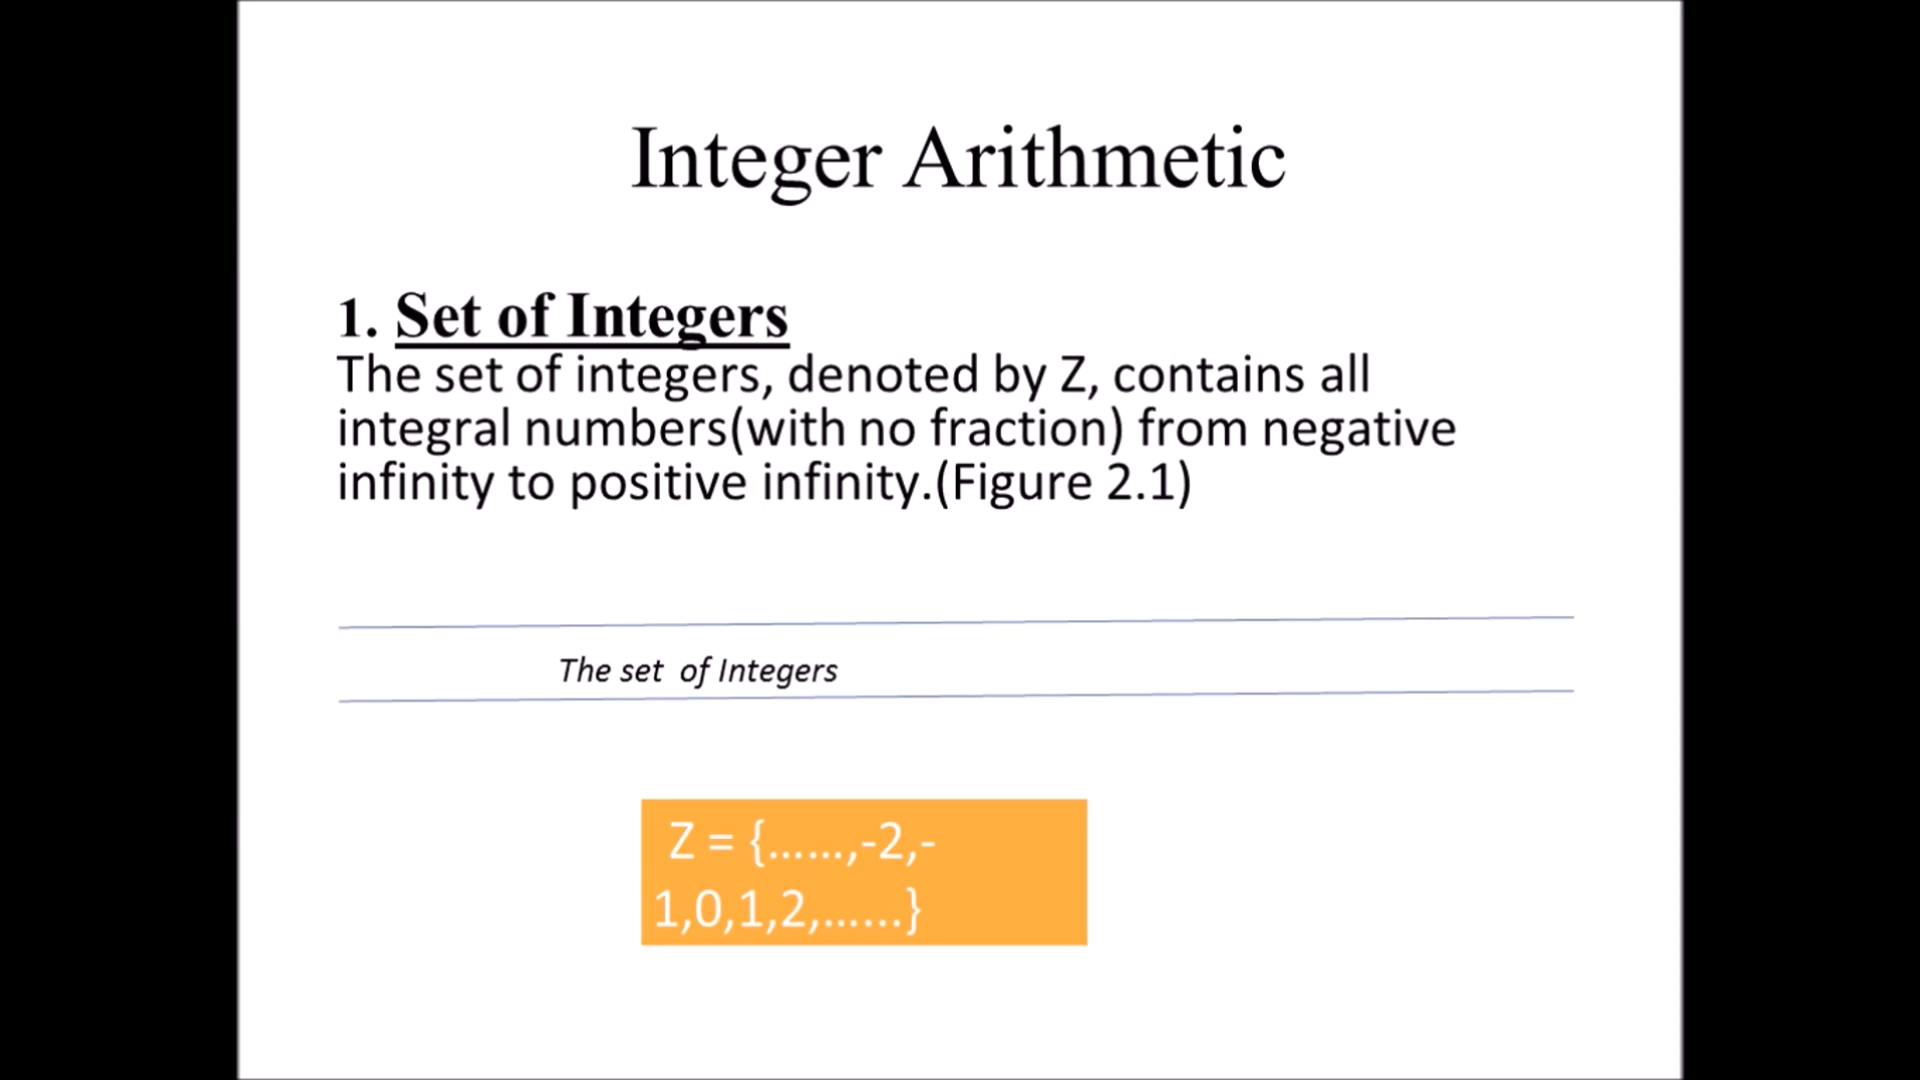 Integer Arithmetic
1. Set of Integers
The set of integers, denoted by Z, contains all
integral numbers(with no fraction) from negative
infinity to positive infinity.(Figure 2.1)
The set  of Integers
Z = {......,-2,-
1,0,1,2,......}